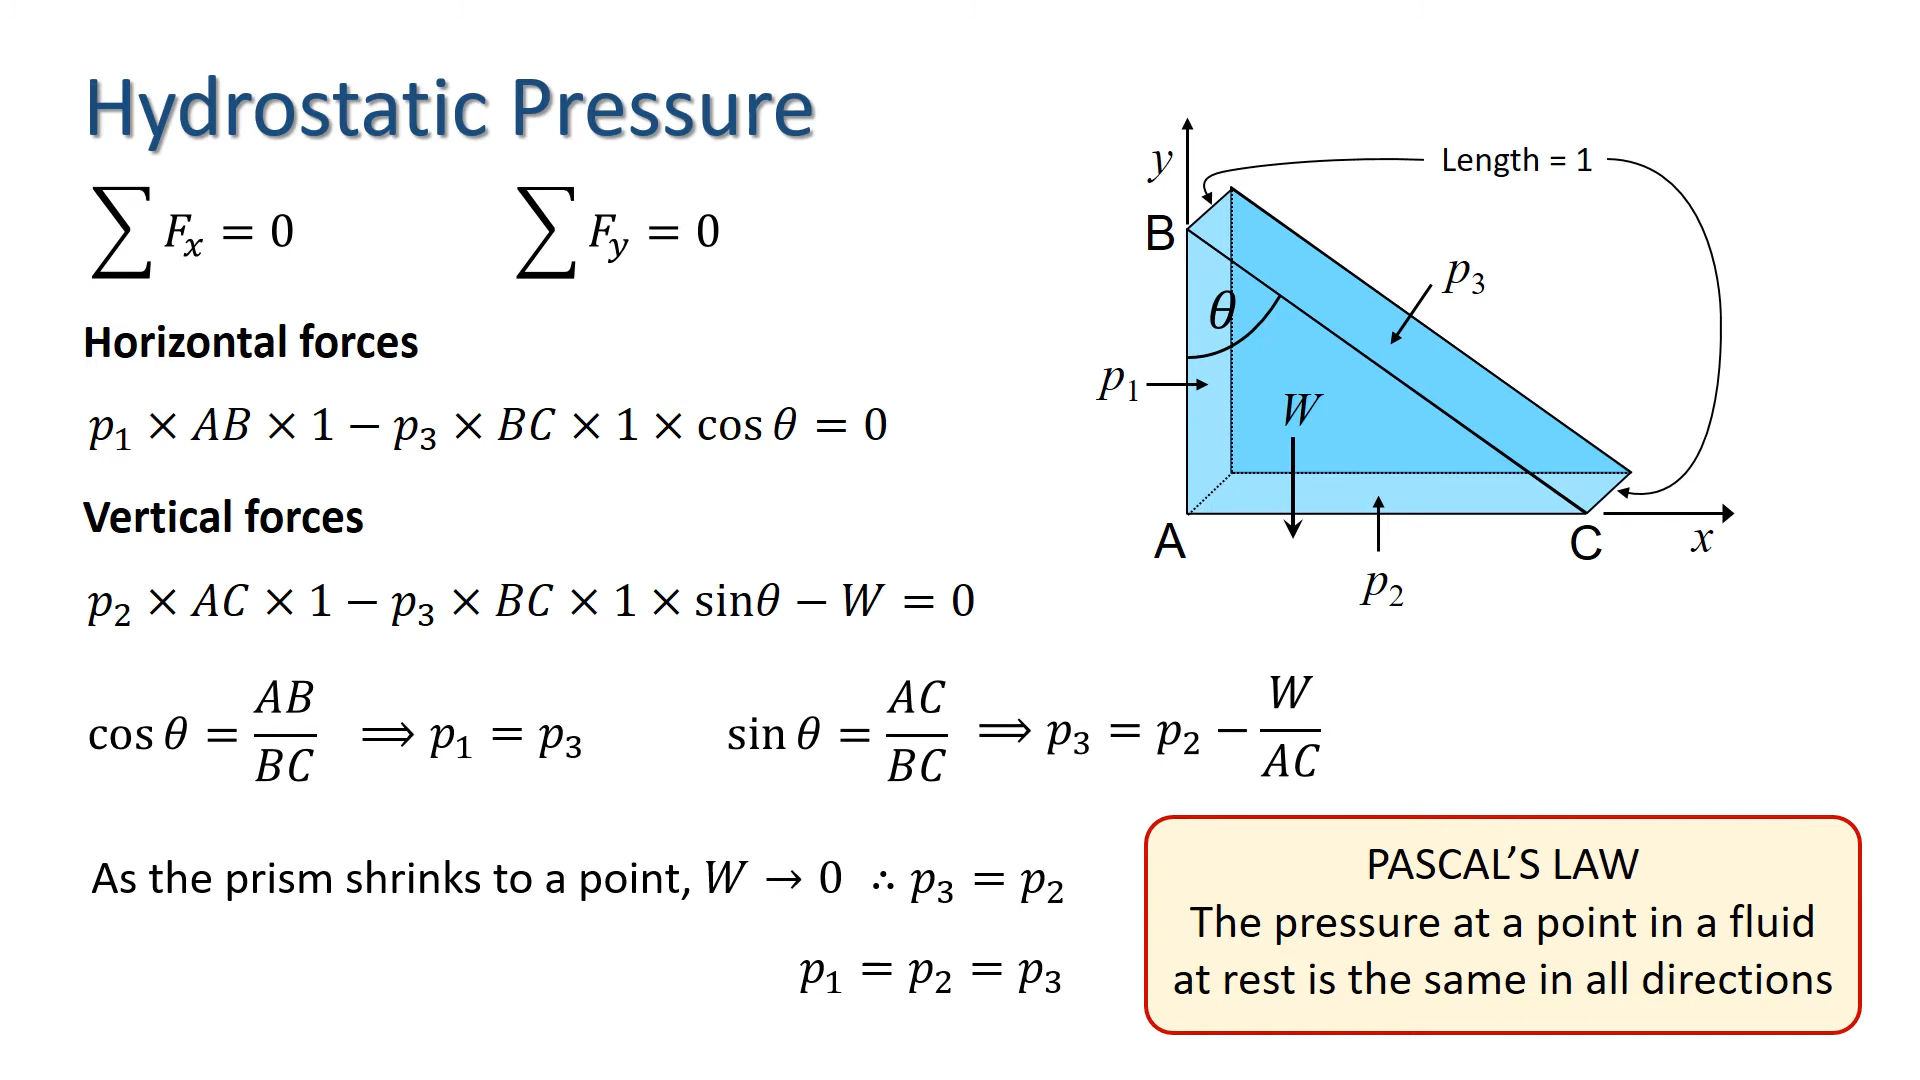 Hydrostatic Pressure
∑ Fₓ = 0
∑ F_y = 0
Horizontal forces
p₁ × AB × 1 − p₃ × BC × 1 × cos θ = 0
Vertical forces
p₂ × AC × 1 − p₃ × BC × 1 × sinθ − W = 0
cos θ = AB/BC ⟹ p₁ = p₃
sin θ = AC/BC ⟹ p₃ = p₂ − W/AC
As the prism shrinks to a point, W → 0 ∴ p₃ = p₂
p₁ = p₂ = p₃
y
Length = 1
B
p₃
θ
p₁
W
A
C
x
p₂
PASCAL’S LAW
The pressure at a point in a fluid
at rest is the same in all directions